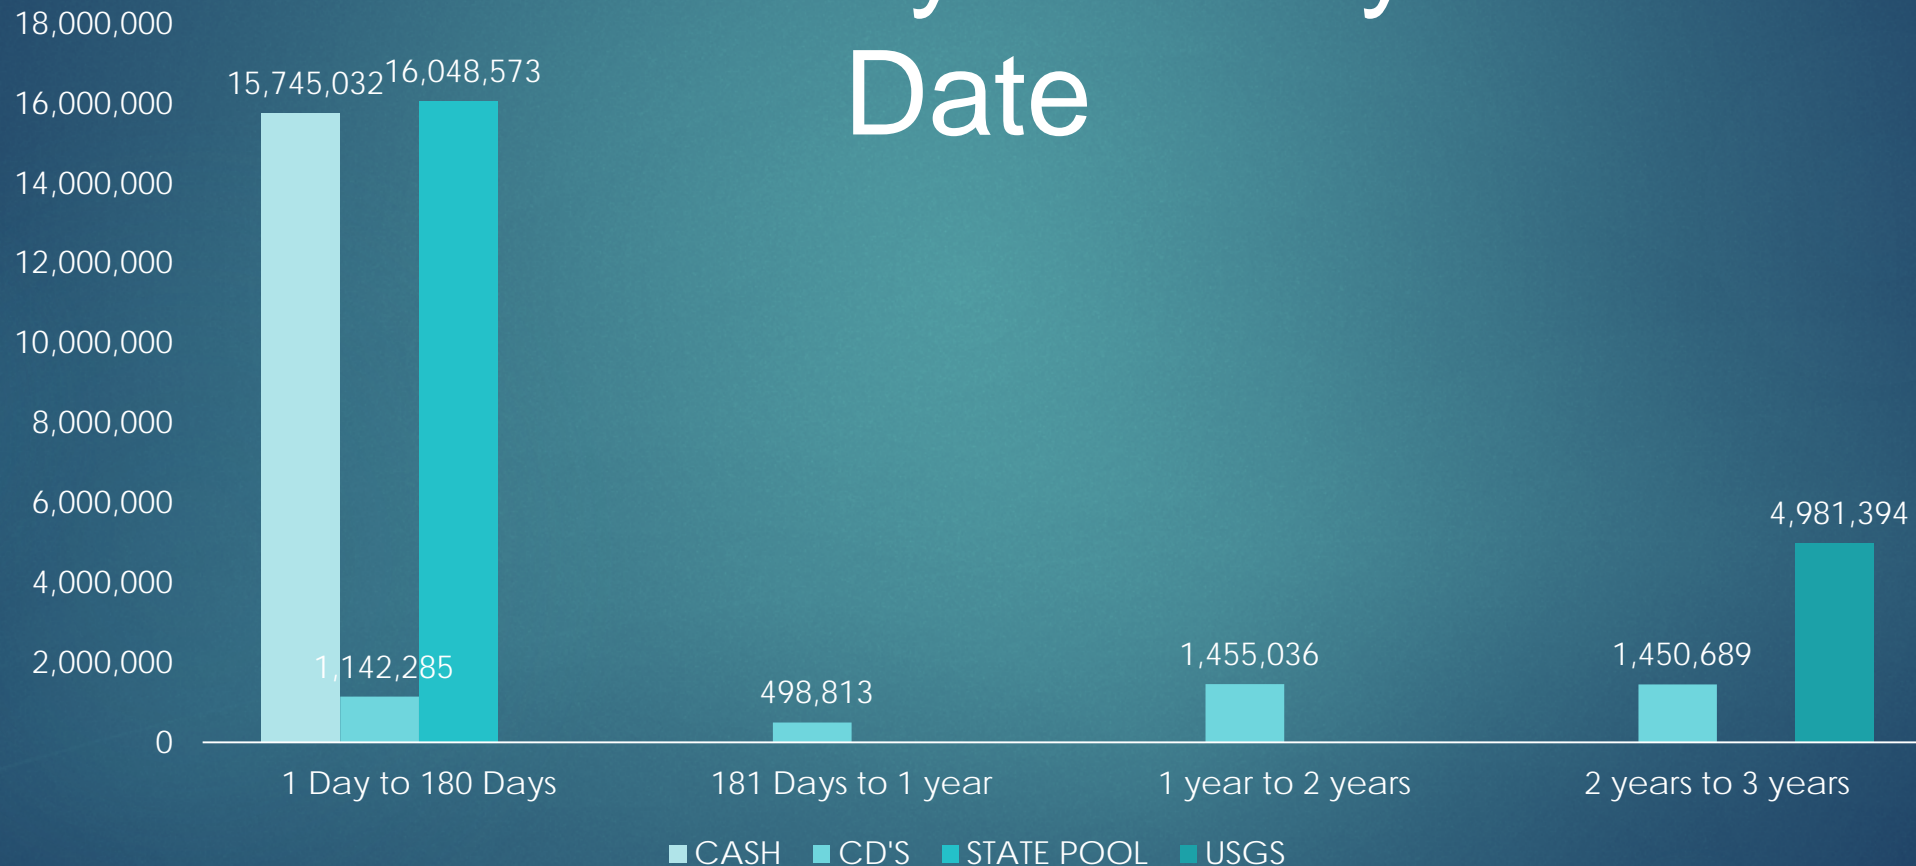 Date
18,000,000
16,000,000
14,000,000
12,000,000
10,000,000
8,000,000
6,000,000
4,000,000
2,000,000
0
15,745,032
1,142,285
16,048,573
498,813
1,455,036
1,450,689
4,981,394
1 Day to 180 Days
181 Days to 1 year
1 year to 2 years
2 years to 3 years
CASH CD'S STATE POOL USGS